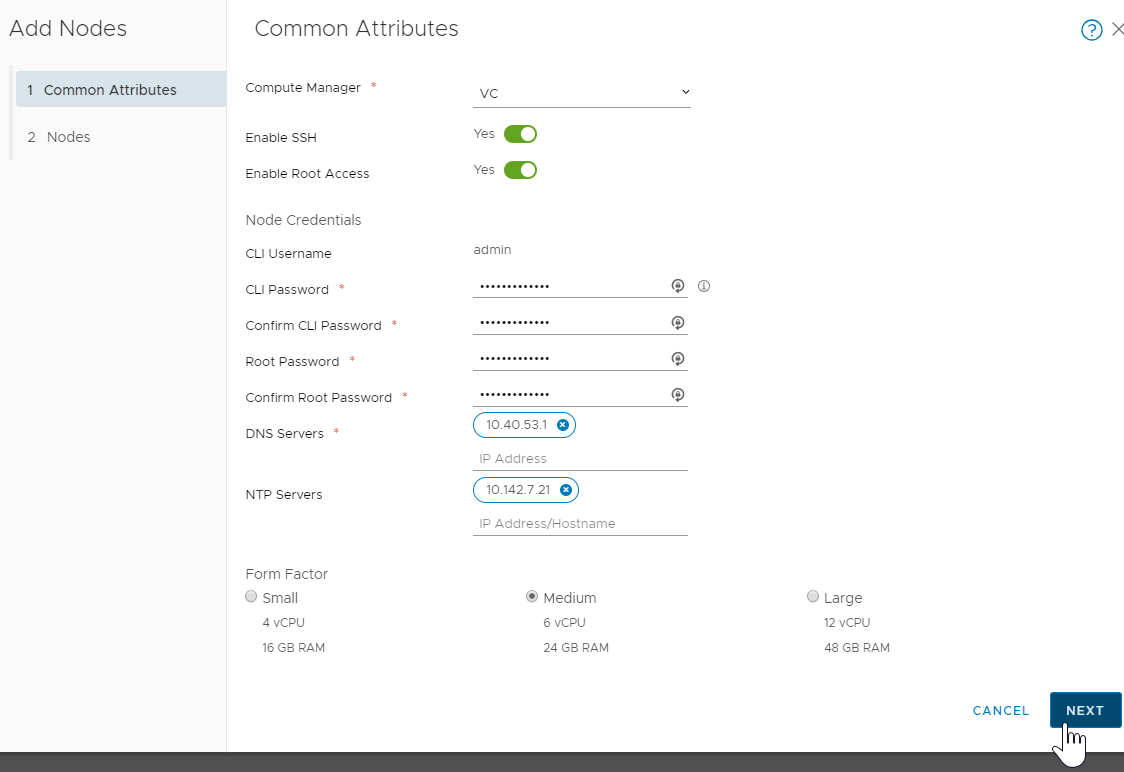 Add Nodes
1 Common Attributes
2 Nodes
Common Attributes
?
Compute Manager *
VC
Enable SSH
Yes
Enable Root Access
Yes
Node Credentials
CLI Username
admin
CLI Password *
•••••••••••••
Confirm CLI Password *
•••••••••••••
Root Password *
•••••••••••••
Confirm Root Password *
•••••••••••••
DNS Servers *
10.40.53.1
IP Address
NTP Servers
10.142.7.21
IP Address/Hostname
Form Factor
Small
4 vCPU
16 GB RAM
Medium
6 vCPU
24 GB RAM
Large
12 vCPU
48 GB RAM
CANCEL
NEXT